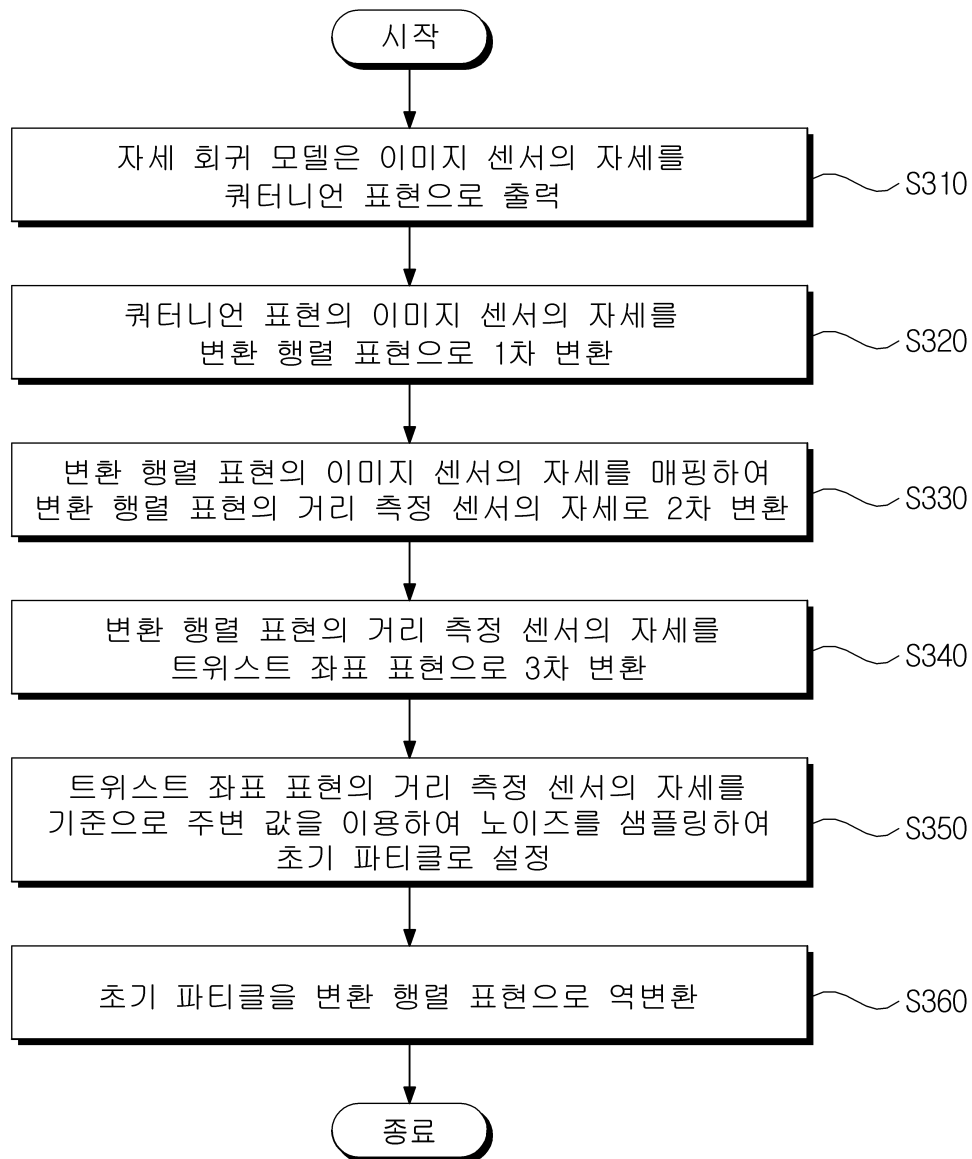 시작
자세 회귀 모델은 이미지 센서의 자세를
쿼터니언 표현으로 출력
S310
쿼터니언 표현의 이미지 센서의 자세를
변환 행렬 표현으로 1차 변환
S320
변환 행렬 표현의 이미지 센서의 자세를 매핑하여
변환 행렬 표현의 거리 측정 센서의 자세로 2차 변환
S330
변환 행렬 표현의 거리 측정 센서의 자세를
트위스트 좌표 표현으로 3차 변환
S340
트위스트 좌표 표현의 거리 측정 센서의 자세를
기준으로 주변 값을 이용하여 노이즈를 샘플링하여
초기 파티클로 설정
S350
초기 파티클을 변환 행렬 표현으로 역변환
S360
종료